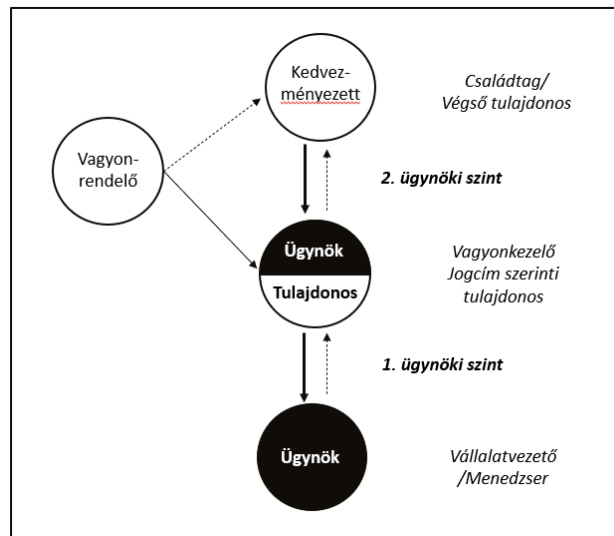 Kedvez-
ményezett
Családtag/
Végső tulajdonos
Vagyon-
rendelő
2. ügynöki szint
Ügynök
Tulajdonos
Vagyonkezelő
Jogcím szerinti
tulajdonos
1. ügynöki szint
Ügynök
Vállalatvezető
/Menedzser